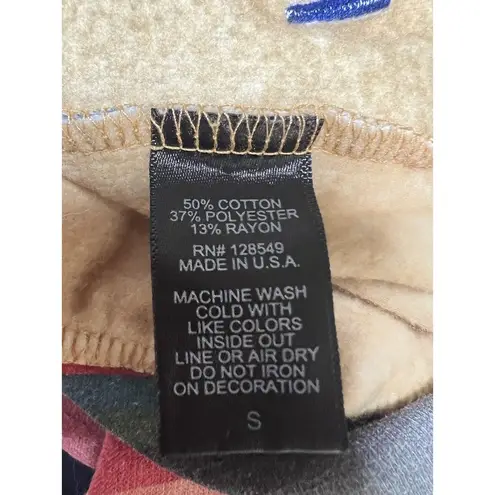 50% COTTON
37% POLYESTER
13% RAYON
RN# 128549
MADE IN U.S.A.
MACHINE WASH
COLD WITH
LIKE COLORS
INSIDE OUT
LINE OR AIR DRY
DO NOT IRON
ON DECORATION
S